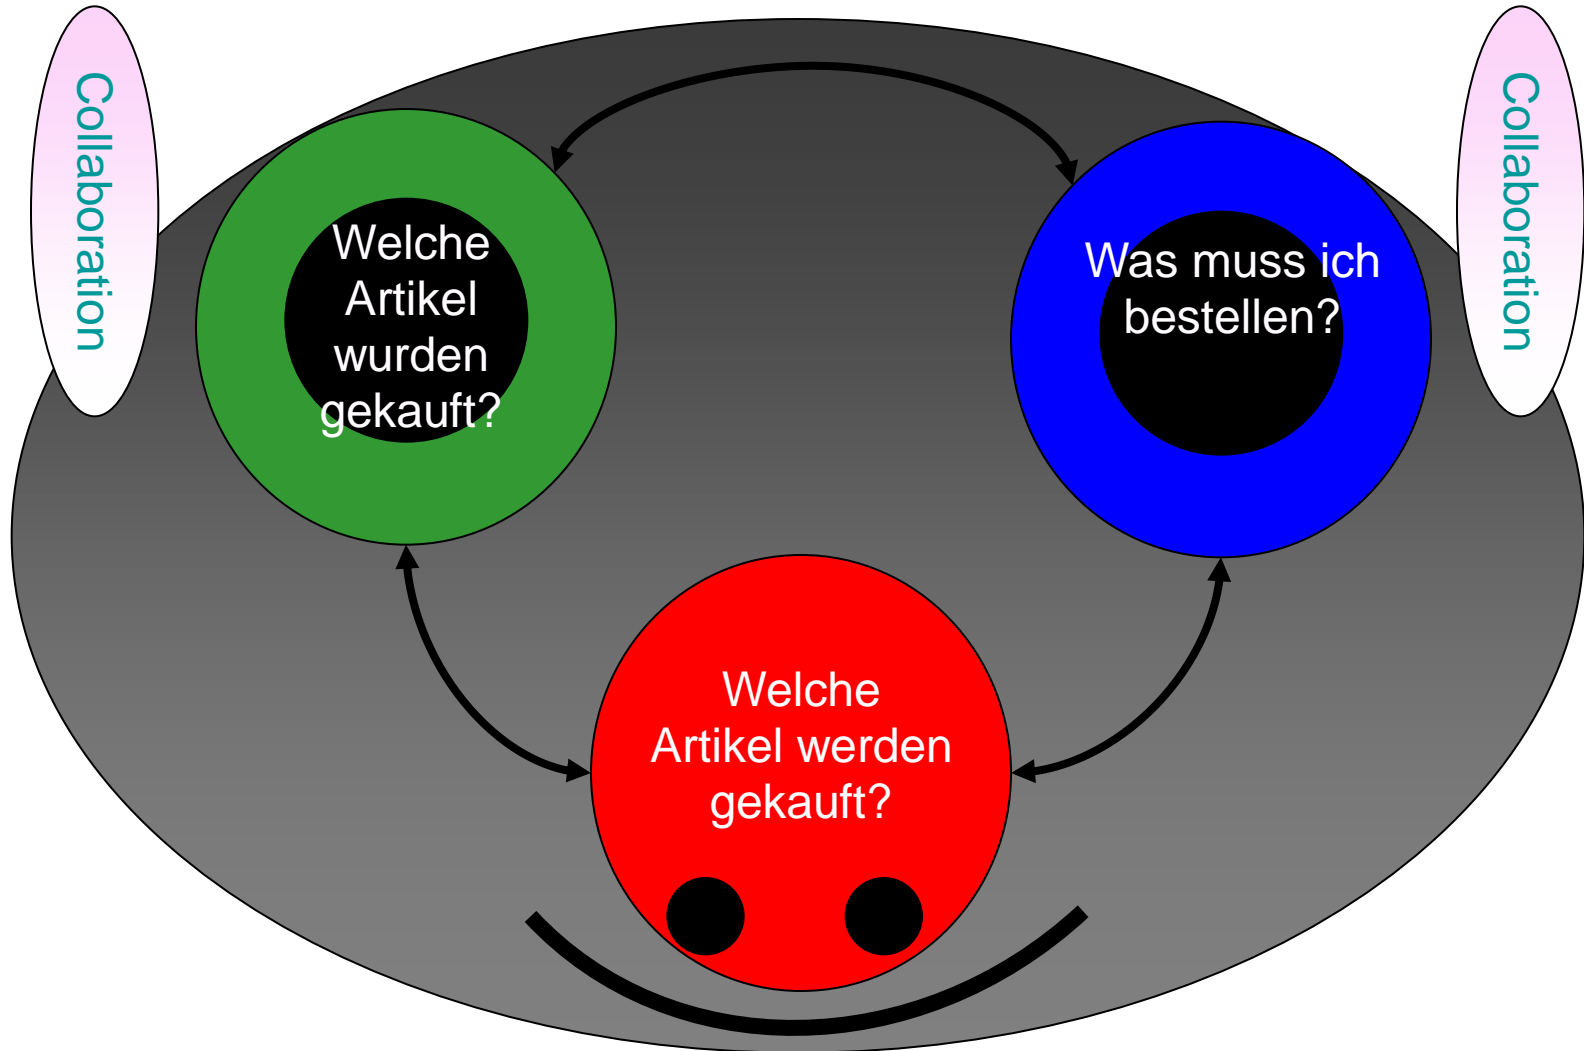 Collaboration
Welche
Artikel
wurden
gekauft?
Was muss ich
bestellen?
Collaboration
Welche
Artikel werden
gekauft?